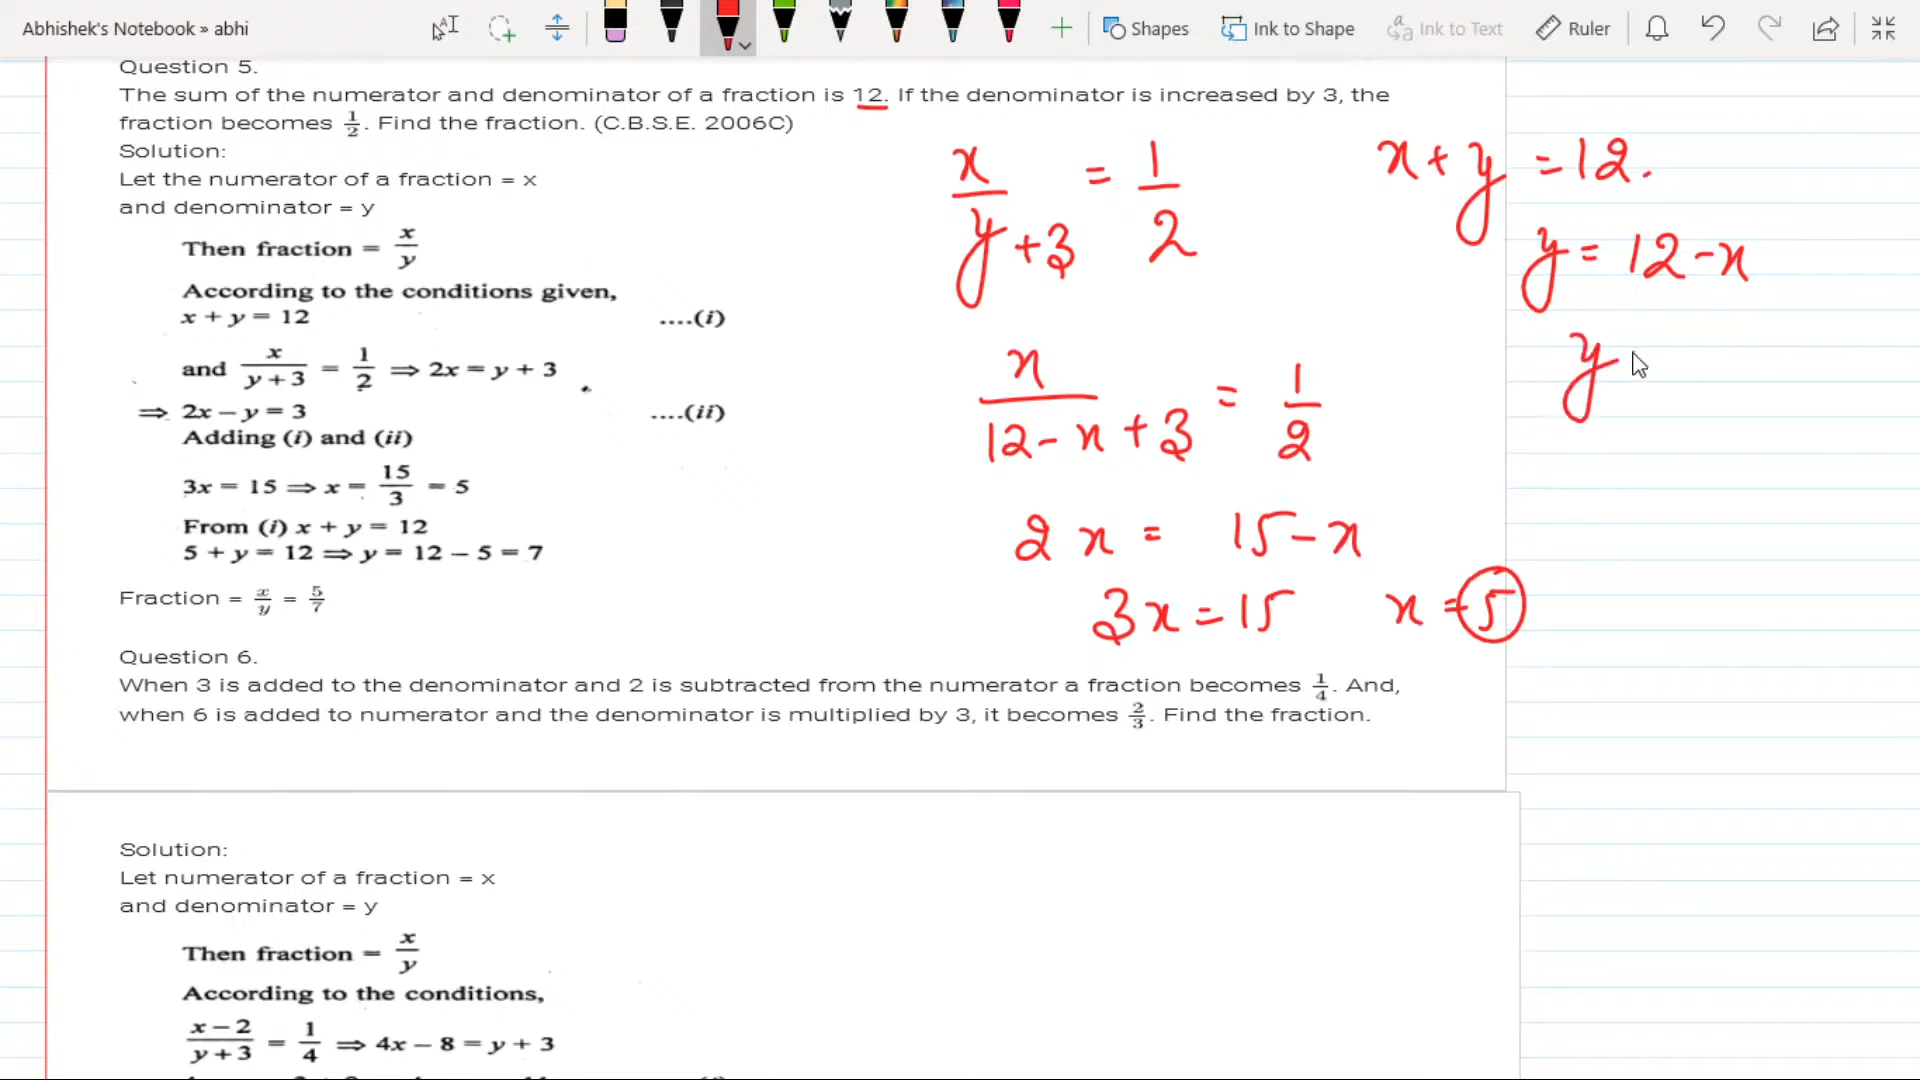 Abhishek's Notebook » abhi
Shapes
Ink to Shape
Ink to Text
Ruler
Question 5.
The sum of the numerator and denominator of a fraction is 12. If the denominator is increased by 3, the
fraction becomes 1/2. Find the fraction. (C.B.S.E. 2006C)
Solution:
Let the numerator of a fraction = x
and denominator = y
Then fraction = x/y
According to the conditions given,
x + y = 12 ....(i)
and x/(y+3) = 1/2 ⇒ 2x = y + 3
⇒ 2x – y = 3 ....(ii)
Adding (i) and (ii)
3x = 15 ⇒ x = 15/3 = 5
From (i) x + y = 12
5 + y = 12 ⇒ y = 12 – 5 = 7
Fraction = x/y = 5/7
x/(y+3) = 1/2
x + y = 12.
y = 12 - x
y
x/(12-x+3) = 1/2
2x = 15 - x
3x = 15 x = 5
Question 6.
When 3 is added to the denominator and 2 is subtracted from the numerator a fraction becomes 1/4. And,
when 6 is added to numerator and the denominator is multiplied by 3, it becomes 2/3. Find the fraction.
Solution:
Let numerator of a fraction = x
and denominator = y
Then fraction = x/y
According to the conditions,
(x – 2)/(y + 3) = 1/4 ⇒ 4x – 8 = y + 3